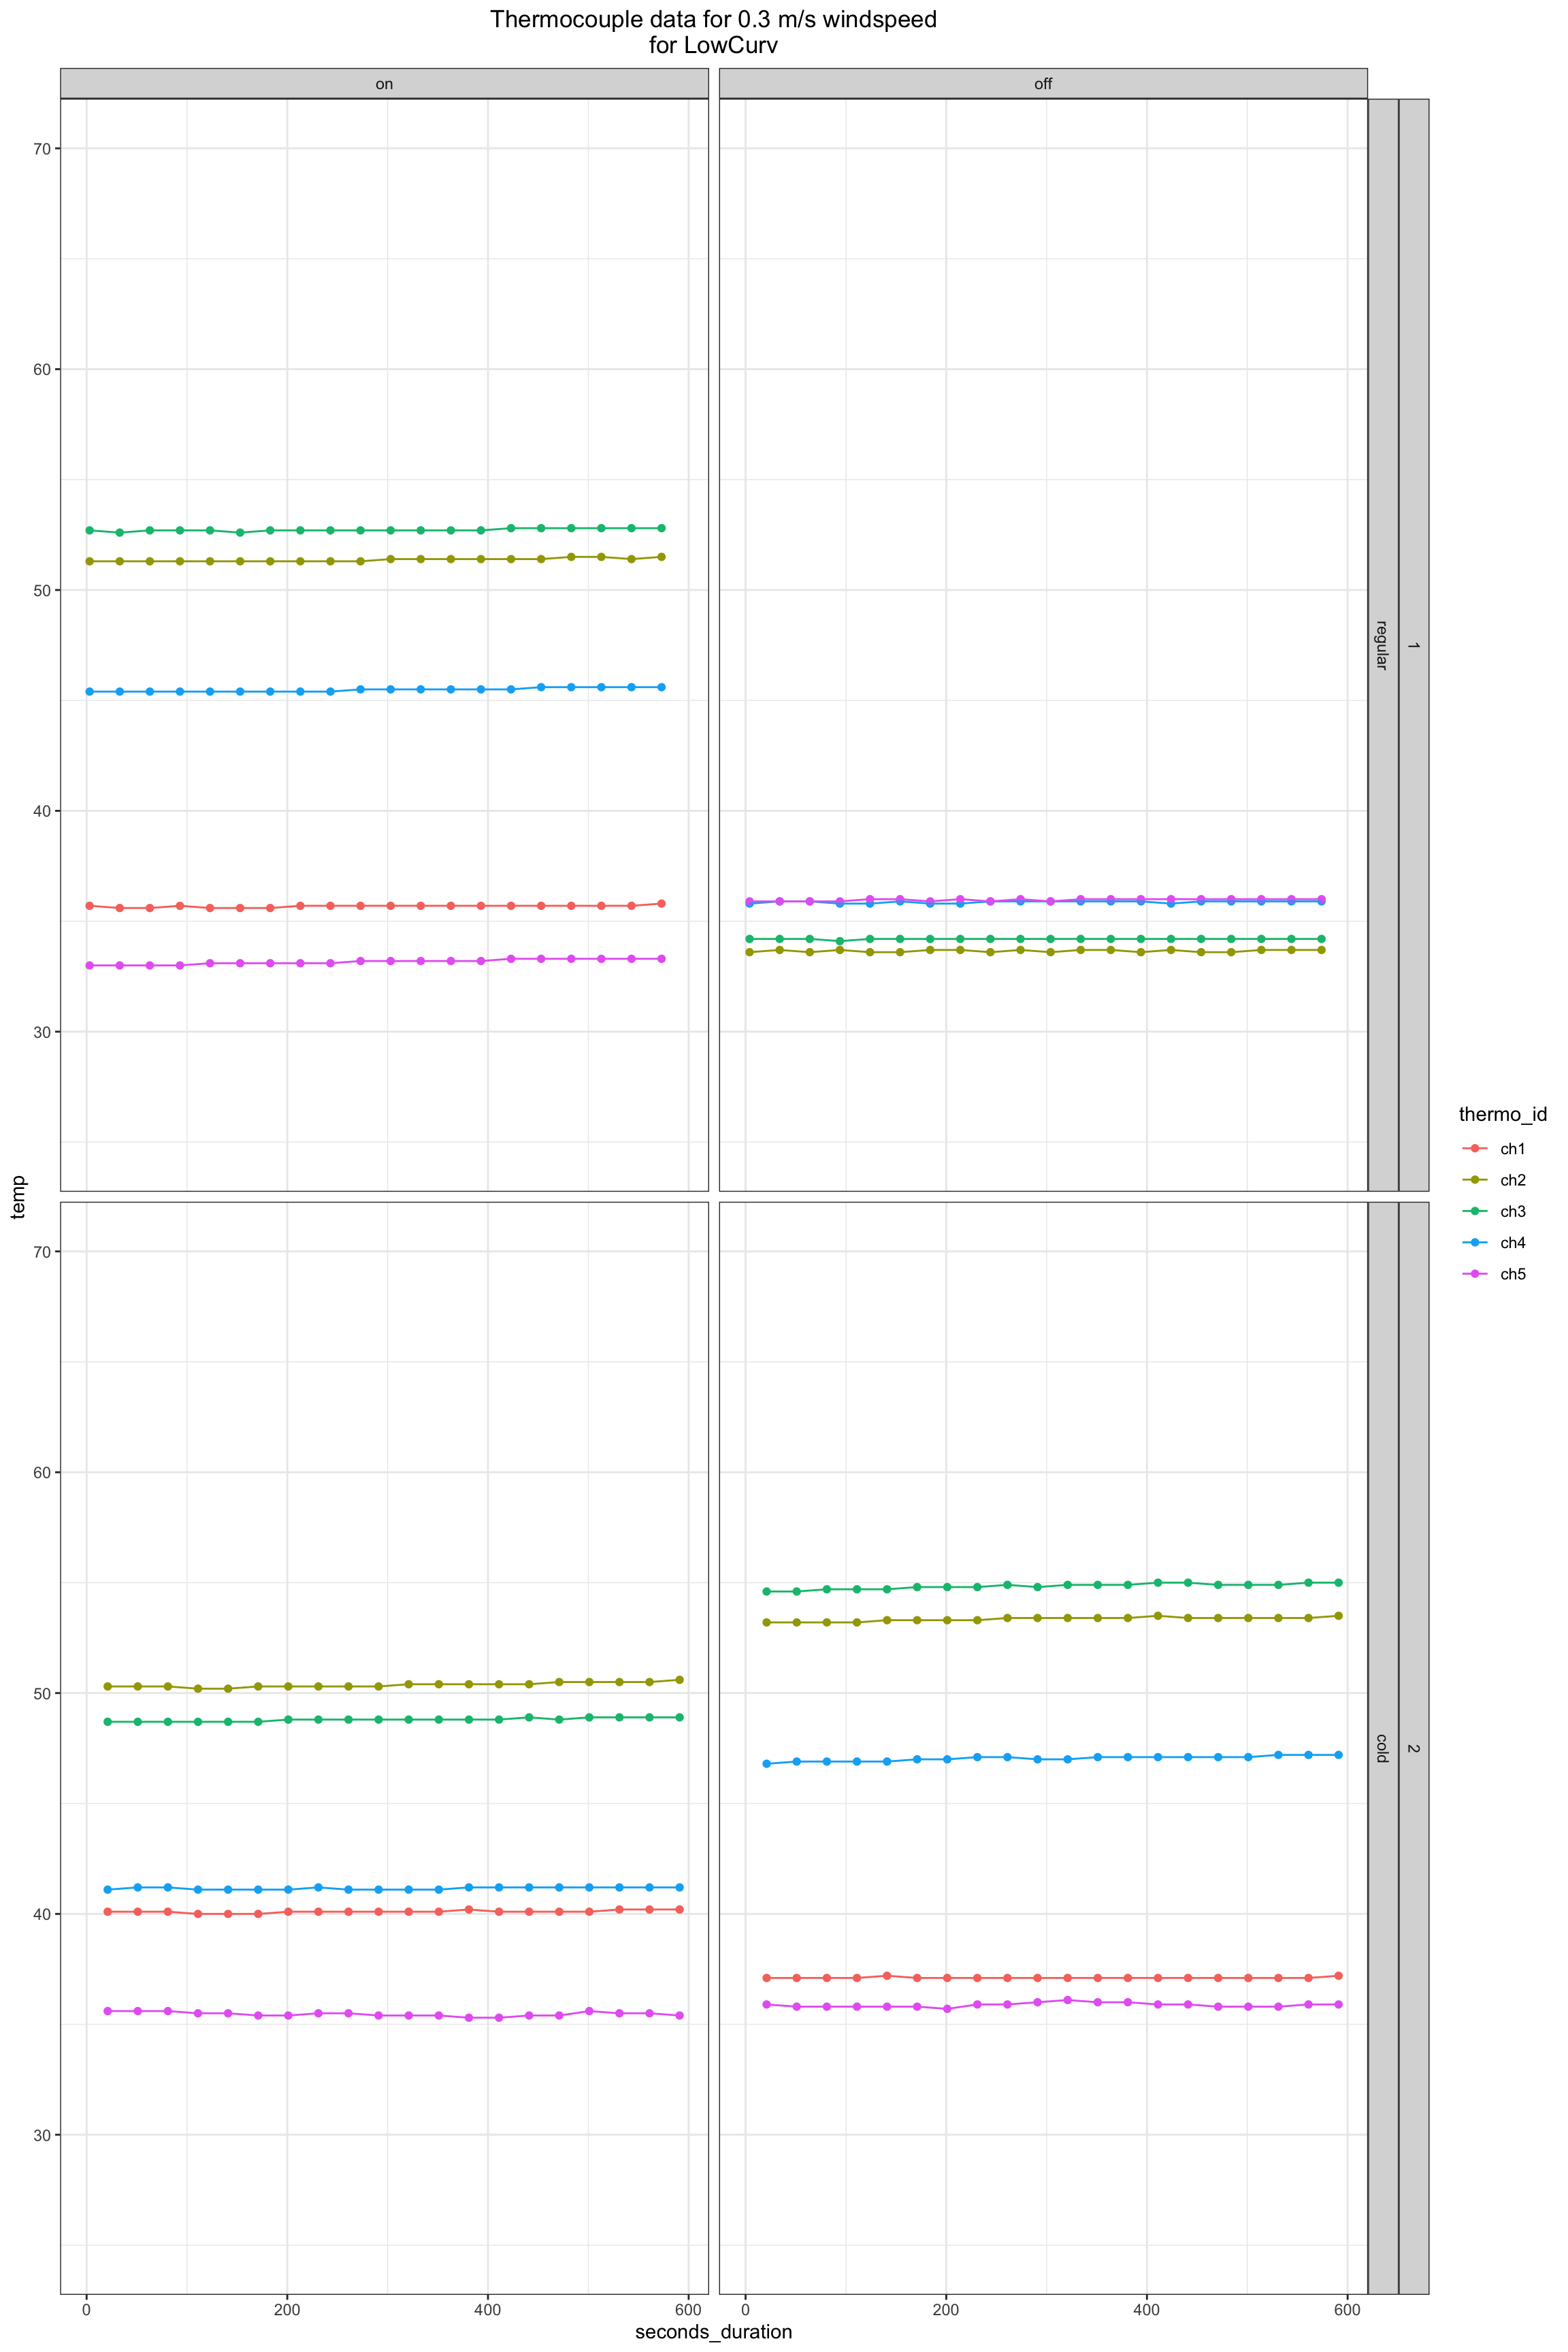 Thermocouple data for 0.3 m/s windspeed
for LowCurv
on
off
70
60
50
40
30
regular
1
temp
70
60
50
40
30
cold
2
0
200
400
600
0
200
400
600
seconds_duration
thermo_id
ch1
ch2
ch3
ch4
ch5